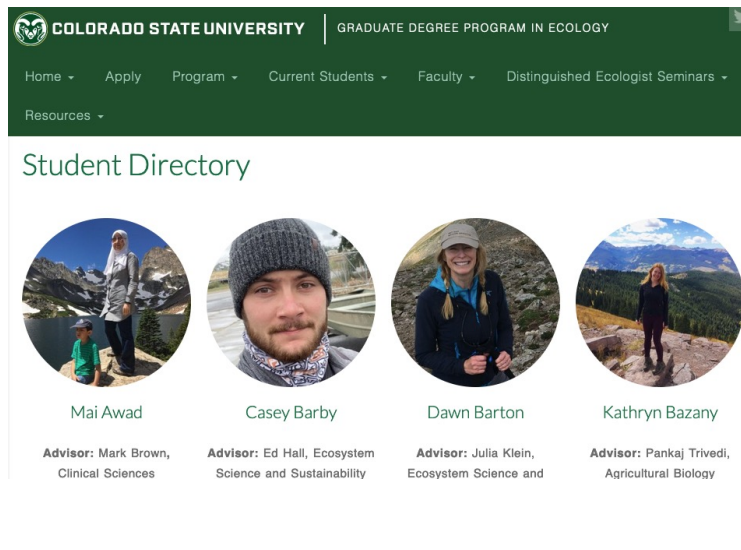 COLORADO STATE UNIVERSITY
GRADUATE DEGREE PROGRAM IN ECOLOGY
Home
Apply
Program
Current Students
Faculty
Distinguished Ecologist Seminars
Resources
Student Directory
Mai Awad
Casey Barby
Dawn Barton
Kathryn Bazany
Advisor: Mark Brown,
Clinical Sciences
Advisor: Ed Hall, Ecosystem
Science and Sustainability
Advisor: Julia Klein,
Ecosystem Science and
Advisor: Pankaj Trivedi,
Agricultural Biology